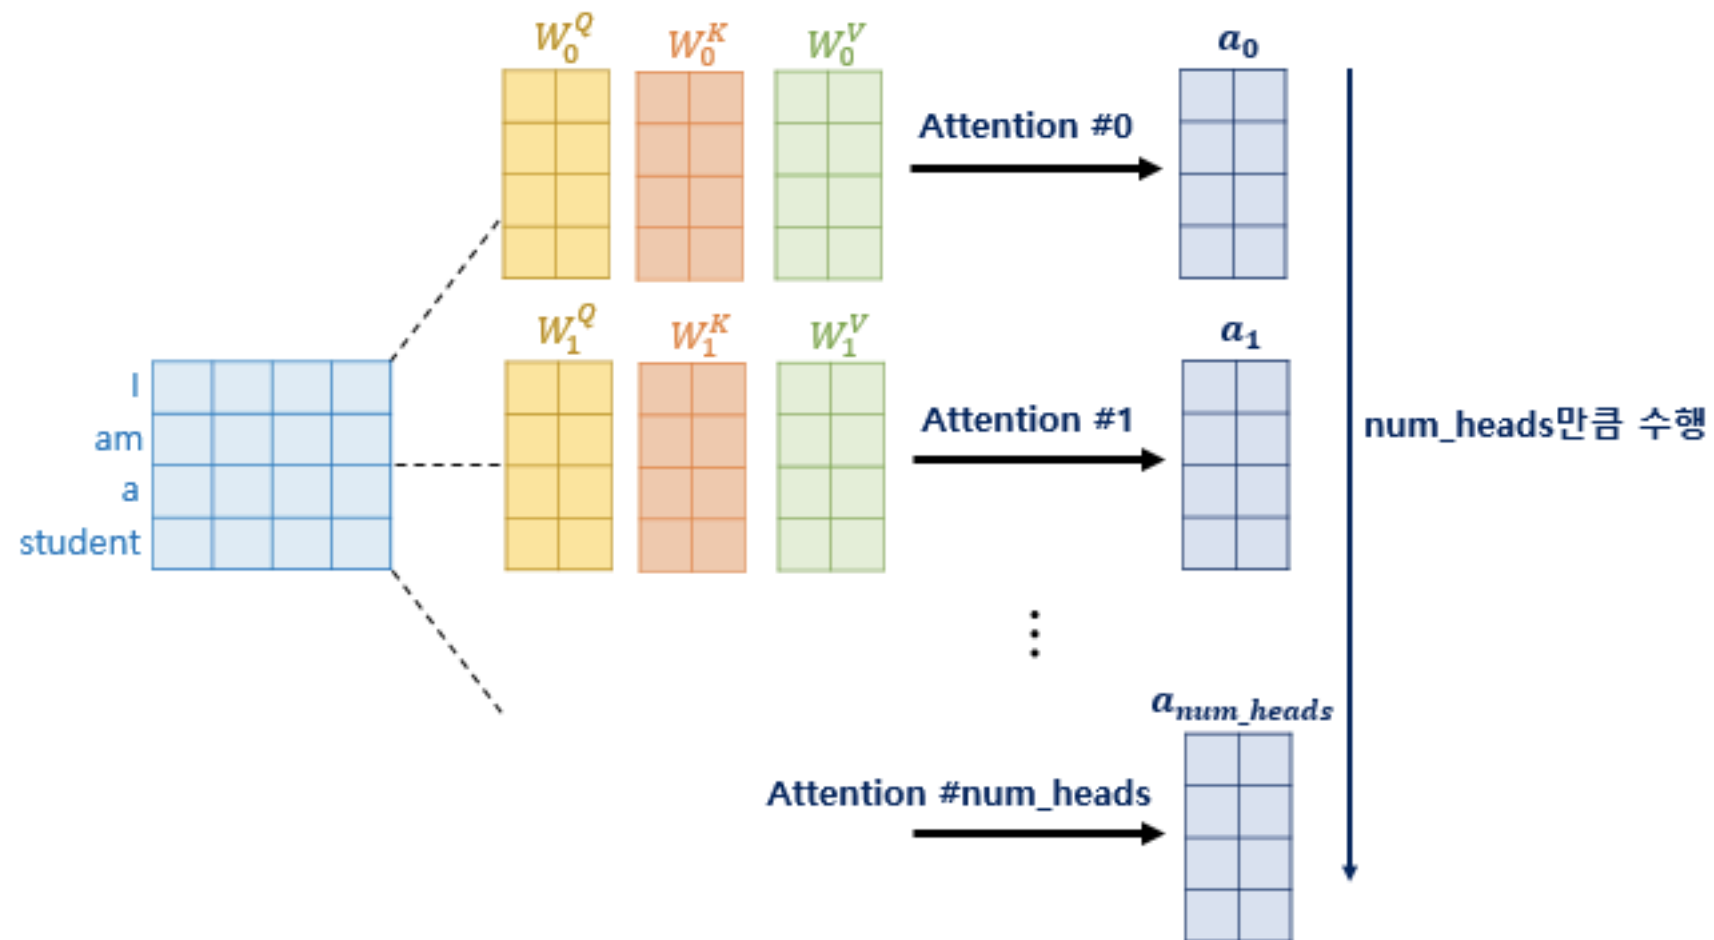 W_0^Q W_0^K W_0^V a_0
Attention #0
W_1^Q W_1^K W_1^V a_1
I
am
a
student
Attention #1
num_heads만큼 수행
a_num_heads
Attention #num_heads